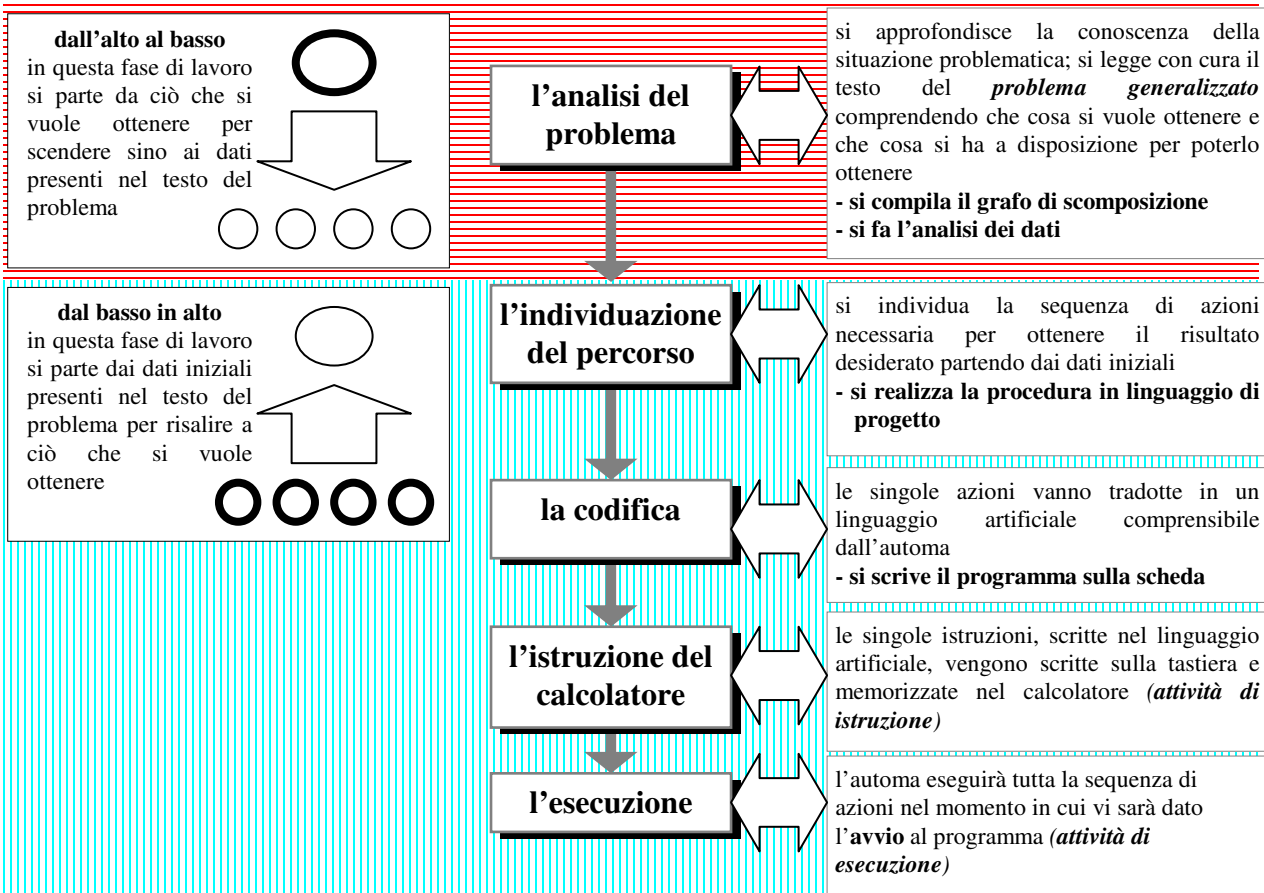 dall'alto al basso
in questa fase di lavoro
si parte da ciò che si
vuole ottenere per
scendere sino ai dati
presenti nel testo del
problema
l'analisi del
problema
si approfondisce la conoscenza della
situazione problematica; si legge con cura il
testo del problema generalizzato
comprendendo che cosa si vuole ottenere e
che cosa si ha a disposizione per poterlo
ottenere
- si compila il grafo di scomposizione
- si fa l'analisi dei dati
dal basso in alto
in questa fase di lavoro
si parte dai dati iniziali
presenti nel testo del
problema per risalire a
ciò che si vuole
ottenere
l'individuazione
del percorso
si individua la sequenza di azioni
necessaria per ottenere il risultato
desiderato partendo dai dati iniziali
- si realizza la procedura in linguaggio di
progetto
la codifica
le singole azioni vanno tradotte in un
linguaggio artificiale comprensibile
dall'automa
- si scrive il programma sulla scheda
l'istruzione del
calcolatore
le singole istruzioni, scritte nel linguaggio
artificiale, vengono scritte sulla tastiera e
memorizzate nel calcolatore (attività di
istruzione)
l'esecuzione
l'automa eseguirà tutta la sequenza di
azioni nel momento in cui vi sarà dato
l'avvio al programma (attività di
esecuzione)